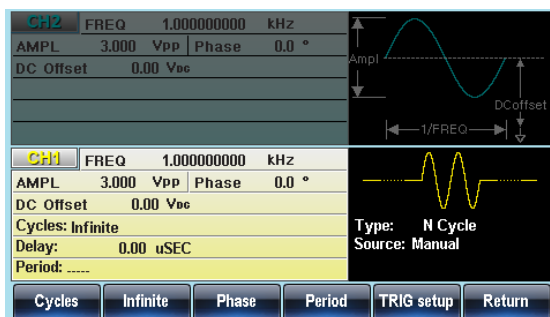 CH2 FREQ 1.000000000 kHz
AMPL 3.000 Vpp Phase 0.0 °
DC Offset 0.00 VDC
Ampl
DCoffset
1/FREQ
CH1 FREQ 1.000000000 kHz
AMPL 3.000 Vpp Phase 0.0 °
DC Offset 0.00 VDC
Cycles: Infinite
Delay: 0.00 uSEC
Period: -----
Type: N Cycle
Source: Manual
Cycles Infinite Phase Period TRIG setup Return